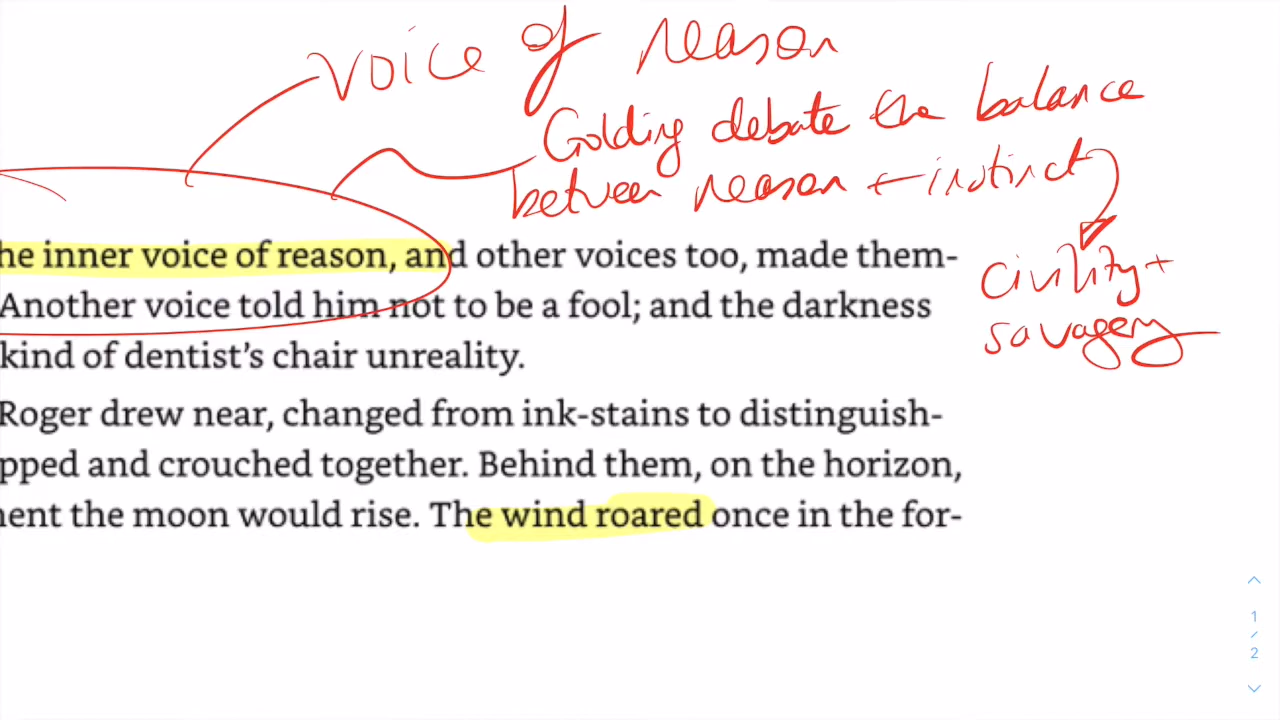 voice of reason
Golding debate the balance
between reason + instinct
civility +
savagery
he inner voice of reason, and other voices too, made them-
Another voice told him not to be a fool; and the darkness
kind of dentist's chair unreality.
Roger drew near, changed from ink-stains to distinguish-
pped and crouched together. Behind them, on the horizon,
ent the moon would rise. The wind roared once in the for-
1
/
2